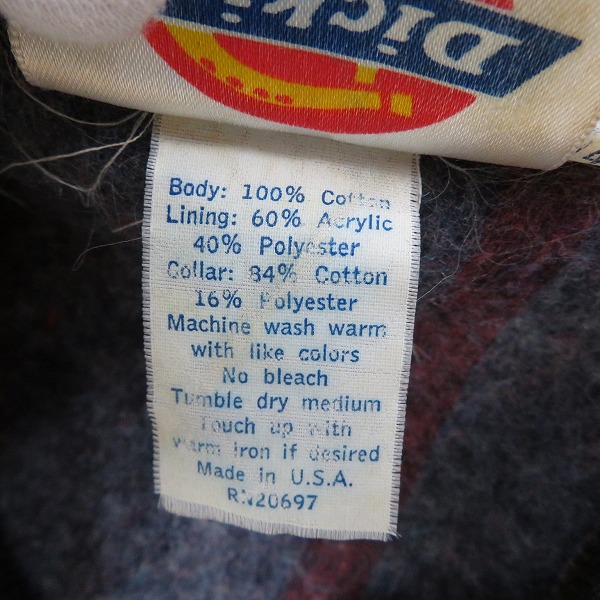 Dicki
Body: 100% Cotton
Lining: 60% Acrylic
40% Polyester
Collar: 84% Cotton
16% Polyester
Machine wash warm
with like colors
No bleach
Tumble dry medium
Touch up with
warm iron if desired
Made in U.S.A.
RN20697